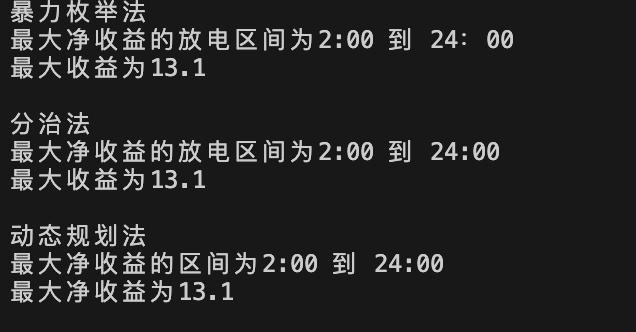 暴力枚举法
最大净收益的放电区间为2:00 到 24：00
最大收益为13.1
分治法
最大净收益的放电区间为2:00 到 24:00
最大收益为13.1
动态规划法
最大净收益的区间为2:00 到 24:00
最大净收益为13.1